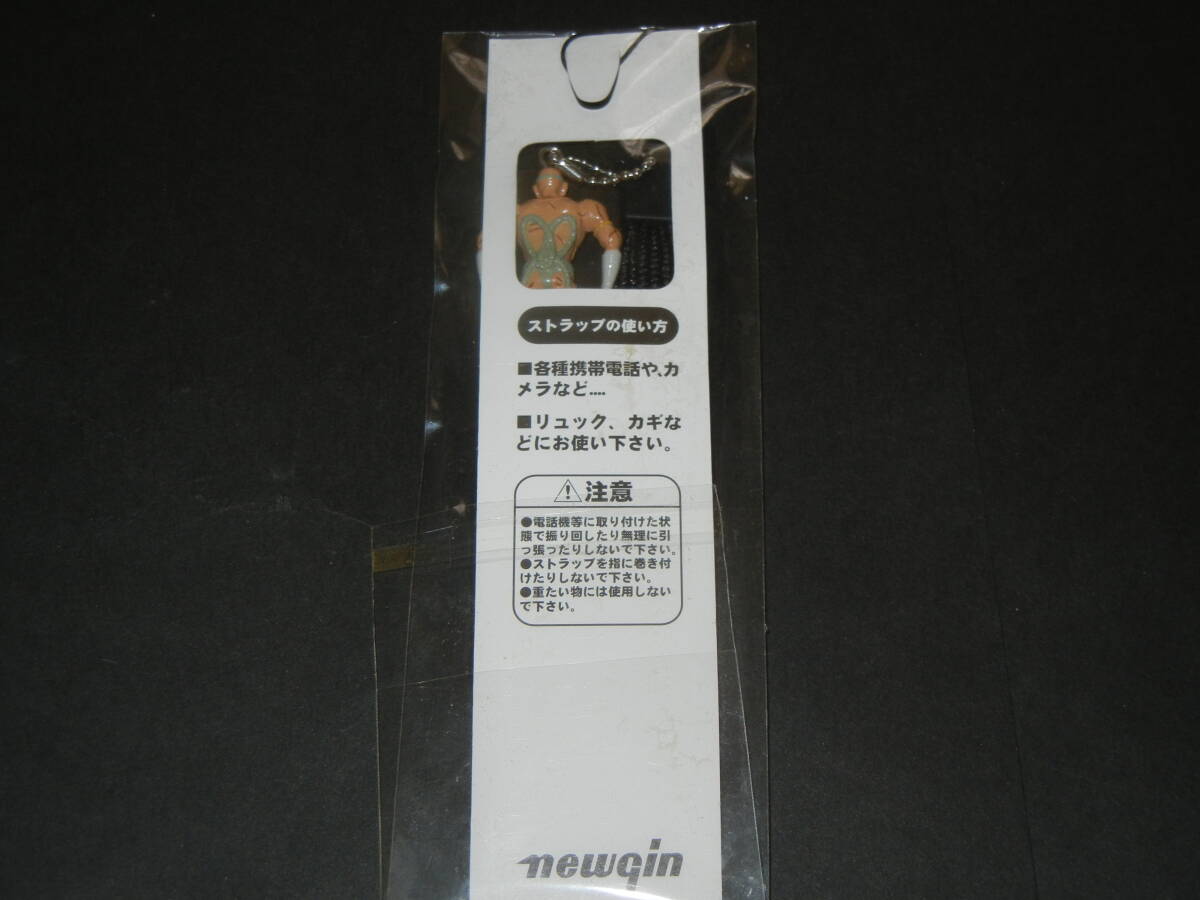 ストラップの使い方
■各種携帯電話や、カ
メラなど....
■リュック、カギな
どにお使い下さい。
⚠注意
●電話機等に取り付けた状
態で振り回したり無理に引
っ張ったりしないで下さい。
●ストラップを指に巻き付
けたりしないで下さい。
●重たい物には使用しない
で下さい。
newgin